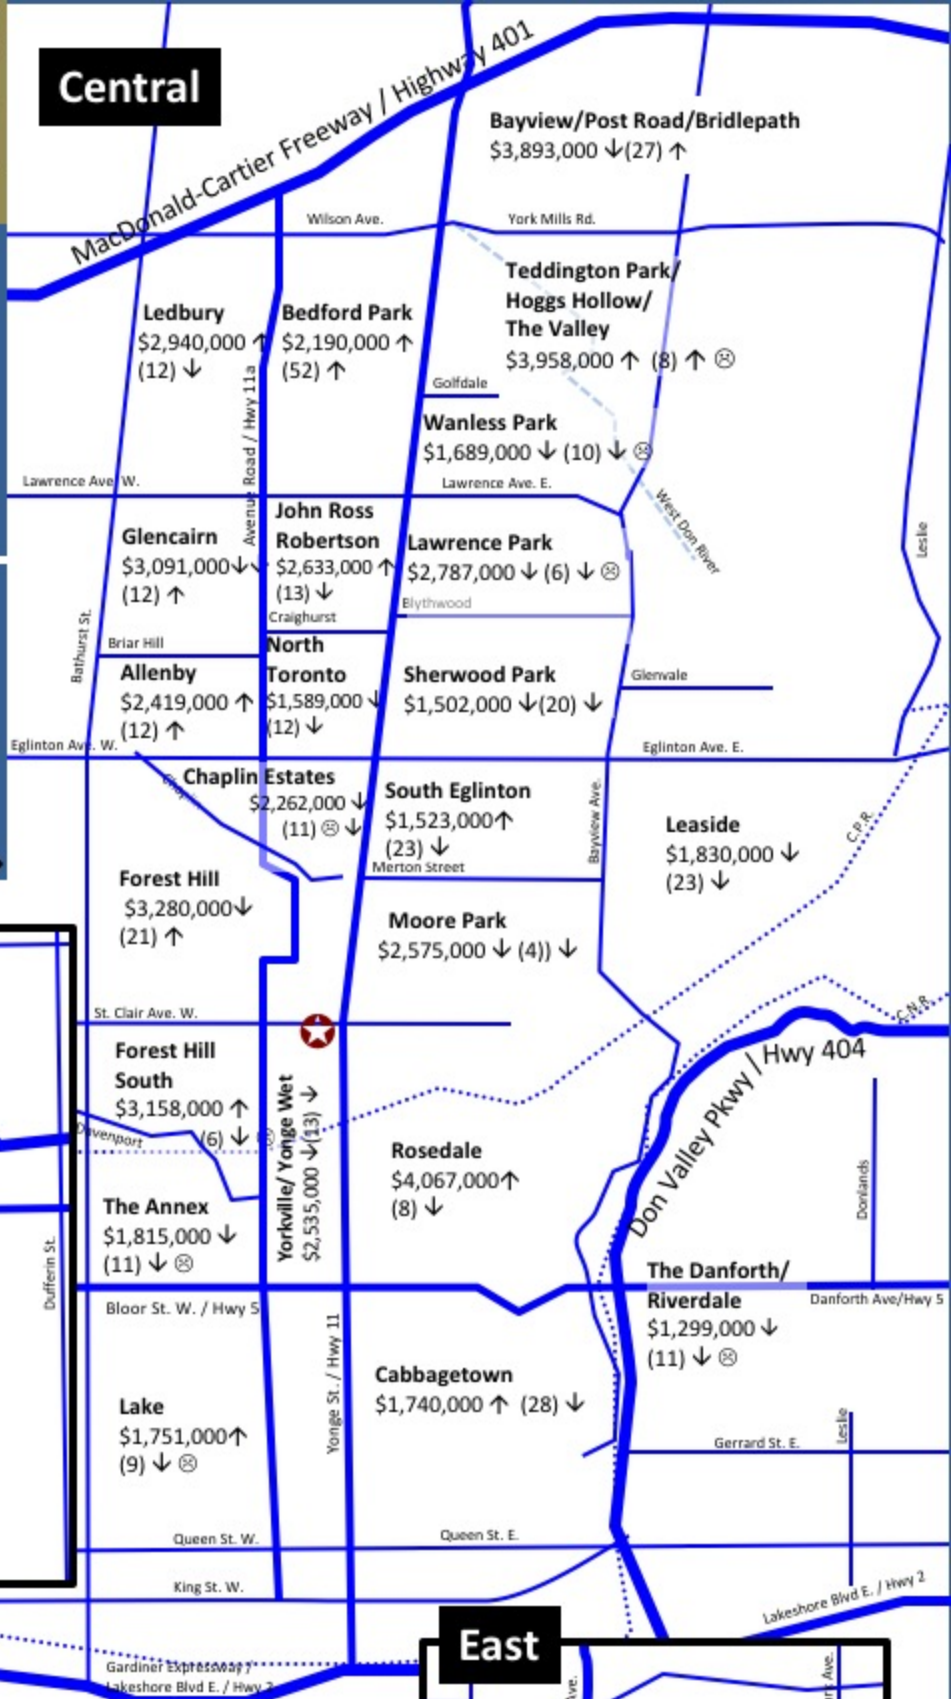 Central
MacDonald-Cartier Freeway / Highway 401
Bayview/Post Road/Bridlepath
$3,893,000 ↓(27) ↑
Wilson Ave.
York Mills Rd.
Teddington Park/
Hoggs Hollow/
The Valley
$3,958,000 ↑ (8) ↑ ☹
Ledbury
$2,940,000 ↑
(12) ↓
Bedford Park
$2,190,000 ↑
(52) ↑
Avenue Road / Hwy 11a
Golfdale
Wanless Park
$1,689,000 ↓ (10) ↓ ☹
Lawrence Ave. W.
Lawrence Ave. E.
West Don River
Leslie
Glencairn
$3,091,000↓
(12) ↑
John Ross
Robertson
$2,633,000 ↑
(13) ↓
Lawrence Park
$2,787,000 ↓ (6) ↓ ☹
Blythwood
Craighurst
Bathurst St.
Briar Hill
Allenby
$2,419,000 ↑
(12) ↑
North
Toronto
$1,589,000 ↓
(12) ↓
Sherwood Park
$1,502,000 ↓(20) ↓
Glenvale
Eglinton Ave. W.
Eglinton Ave. E.
Chaplin
Chaplin Estates
$2,262,000 ↓
(11) ☹ ↓
South Eglinton
$1,523,000↑
(23) ↓
Merton Street
Bayview Ave.
Leaside
$1,830,000 ↓
(23) ↓
C.P.R.
Forest Hill
$3,280,000↓
(21) ↑
Moore Park
$2,575,000 ↓ (4)) ↓
St. Clair Ave. W.
C.N.R.
Don Valley Pkwy / Hwy 404
Forest Hill
South
$3,158,000 ↑
(6) ↓ ☹
Davenport
Yorkville/ Yonge Wet
$2,535,000 ↓(13) →
Rosedale
$4,067,000↑
(8) ↓
Donlands
The Annex
$1,815,000 ↓
(11) ↓ ☹
Dufferin St.
Bloor St. W. / Hwy 5
The Danforth/
Riverdale
$1,299,000 ↓
(11) ↓ ☹
Danforth Ave/Hwy 5
Yonge St. / Hwy 11
Cabbagetown
$1,740,000 ↑ (28) ↓
Lake
$1,751,000↑
(9) ↓ ☹
Leslie
Gerrard St. E.
Queen St. W.
Queen St. E.
King St. W.
Lakeshore Blvd E. / Hwy 2
East
Gardiner Expressway /
Lakeshore Blvd E. / Hwy 2
Ave.
Ave.